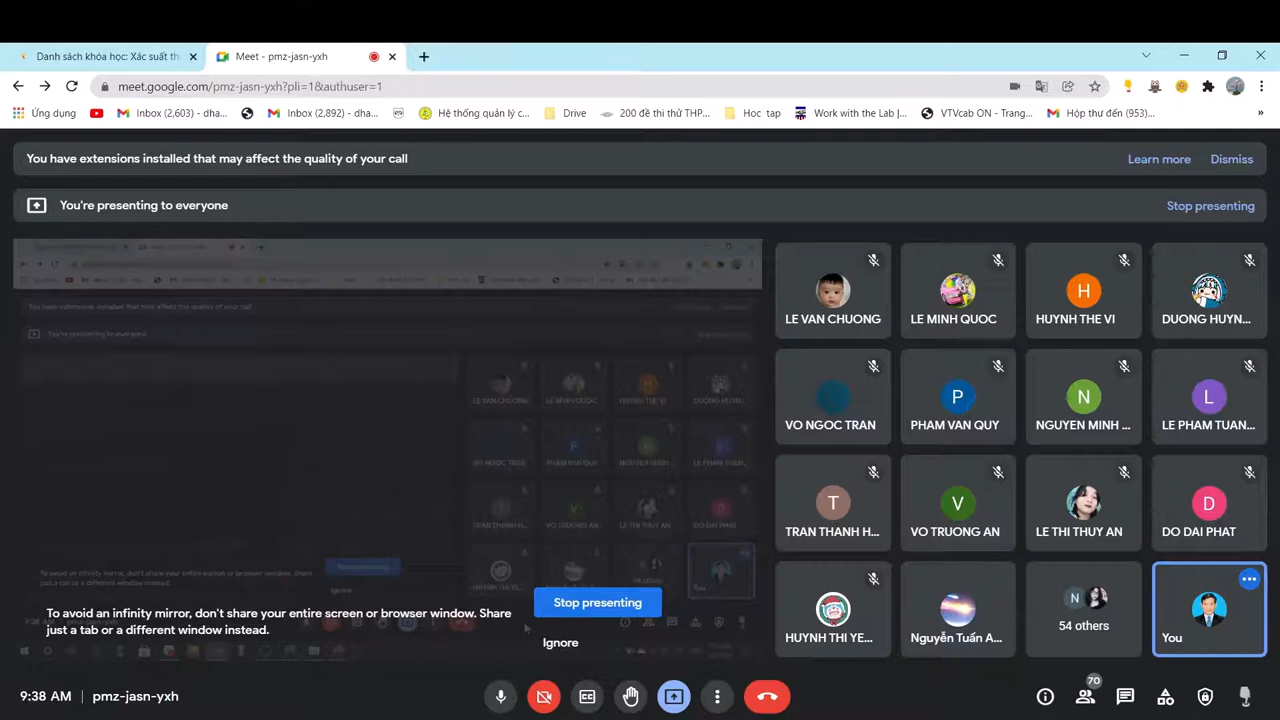 Danh sách khóa học: Xác suất th
Meet - pmz-jasn-yxh
meet.google.com/pmz-jasn-yxh?pli=1&authuser=1
Ứng dụng
Inbox (2,603) - dha...
Inbox (2,892) - dha...
Hệ thống quản lý c...
Drive
200 đề thi thử THP...
Hoc tap
Work with the Lab J...
VTVcab ON - Trang...
Hộp thư đến (953)...
»
You have extensions installed that may affect the quality of your call
Learn more
Dismiss
You're presenting to everyone
Stop presenting
LE VAN CHUONG
LE MINH QUOC
H
HUYNH THE VI
DUONG HUYN...
VO NGOC TRAN
P
PHAM VAN QUY
N
NGUYEN MINH ...
L
LE PHAM TUAN...
T
TRAN THANH H...
V
VO TRUONG AN
LE THI THUY AN
D
DO DAI PHAT
HUYNH THI YE...
Nguyễn Tuấn A...
N
54 others
You
To avoid an infinity mirror, don't share your entire screen or browser window. Share
just a tab or a different window instead.
Stop presenting
Ignore
9:38 AM
pmz-jasn-yxh
70